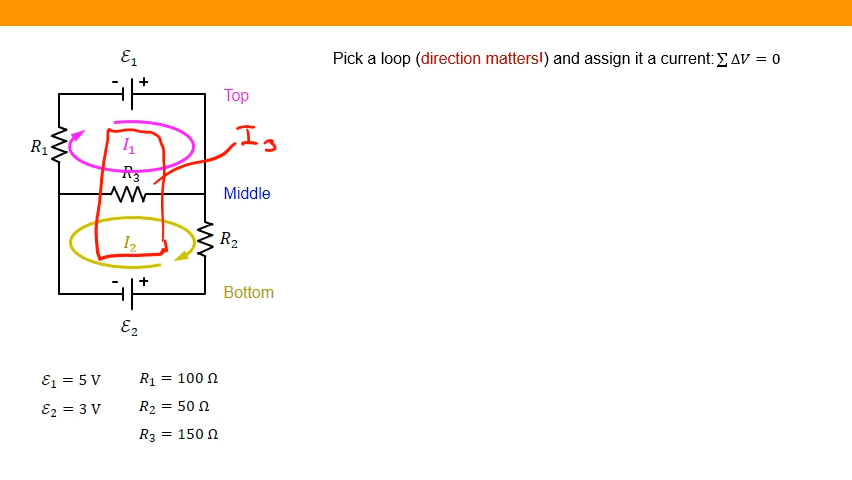 Pick a loop (direction matters!) and assign it a current: ∑ ΔV = 0
ℰ₁
- +
Top
R₁
I₁
I₃
R₃
Middle
I₂
R₂
- +
Bottom
ℰ₂
ℰ₁ = 5 V R₁ = 100 Ω
ℰ₂ = 3 V R₂ = 50 Ω
R₃ = 150 Ω